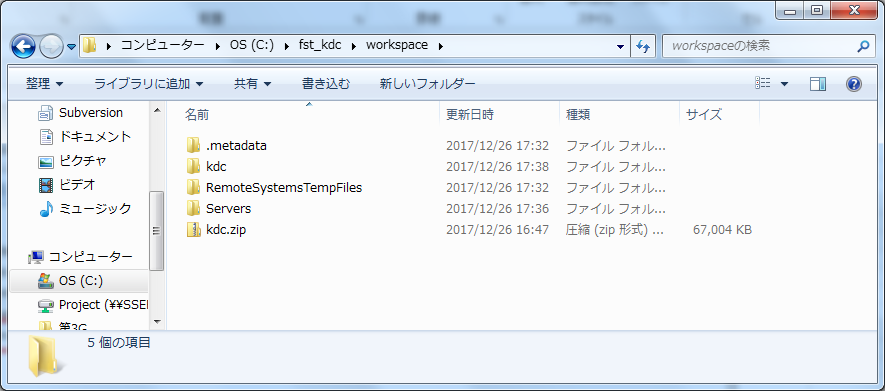 コンピューター ▸ OS (C:) ▸ fst_kdc ▸ workspace ▸
workspaceの検索
整理 ライブラリに追加 共有 書き込む 新しいフォルダー
Subversion
ドキュメント
ピクチャ
ビデオ
ミュージック
コンピューター
OS (C:)
Project (¥¥SSE
第3G
名前 更新日時 種類 サイズ
.metadata 2017/12/26 17:32 ファイル フォル...
kdc 2017/12/26 17:38 ファイル フォル...
RemoteSystemsTempFiles 2017/12/26 17:32 ファイル フォル...
Servers 2017/12/26 17:36 ファイル フォル...
kdc.zip 2017/12/26 16:47 圧縮 (zip 形式) ... 67,004 KB
5 個の項目